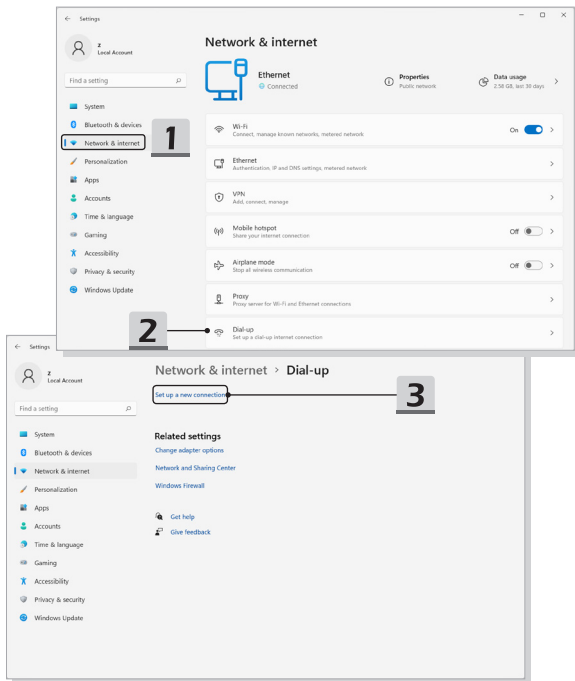 Settings
z
Local Account
Find a setting
System
Bluetooth & devices
Network & internet
Personalization
Apps
Accounts
Time & language
Gaming
Accessibility
Privacy & security
Windows Update
1
Network & internet
Ethernet
Connected
Properties
Public network
Data usage
2.58 GB, last 30 days
Wi-Fi
Connect, manage known networks, metered network
On
Ethernet
Authentication, IP and DNS settings, metered network
VPN
Add, connect, manage
Mobile hotspot
Share your internet connection
Off
Airplane mode
Stop all wireless communication
Off
Proxy
Proxy server for Wi-Fi and Ethernet connections
2
Dial-up
Set up a dial-up internet connection
Settings
z
Local Account
Find a setting
System
Bluetooth & devices
Network & internet
Personalization
Apps
Accounts
Time & language
Gaming
Accessibility
Privacy & security
Windows Update
Network & internet > Dial-up
Set up a new connection
3
Related settings
Change adapter options
Network and Sharing Center
Windows Firewall
Get help
Give feedback